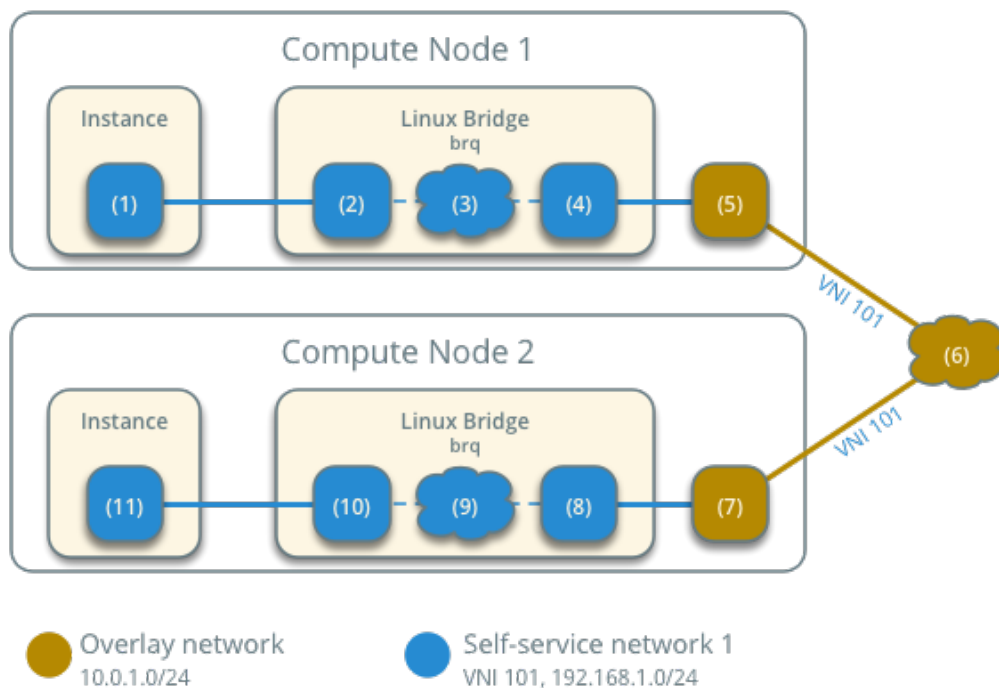 Compute Node 1
Instance
Linux Bridge
brq
(1)
(2)
(3)
(4)
(5)
VNI 101
(6)
Compute Node 2
VNI 101
Instance
Linux Bridge
brq
(11)
(10)
(9)
(8)
(7)
Overlay network
10.0.1.0/24
Self-service network 1
VNI 101, 192.168.1.0/24